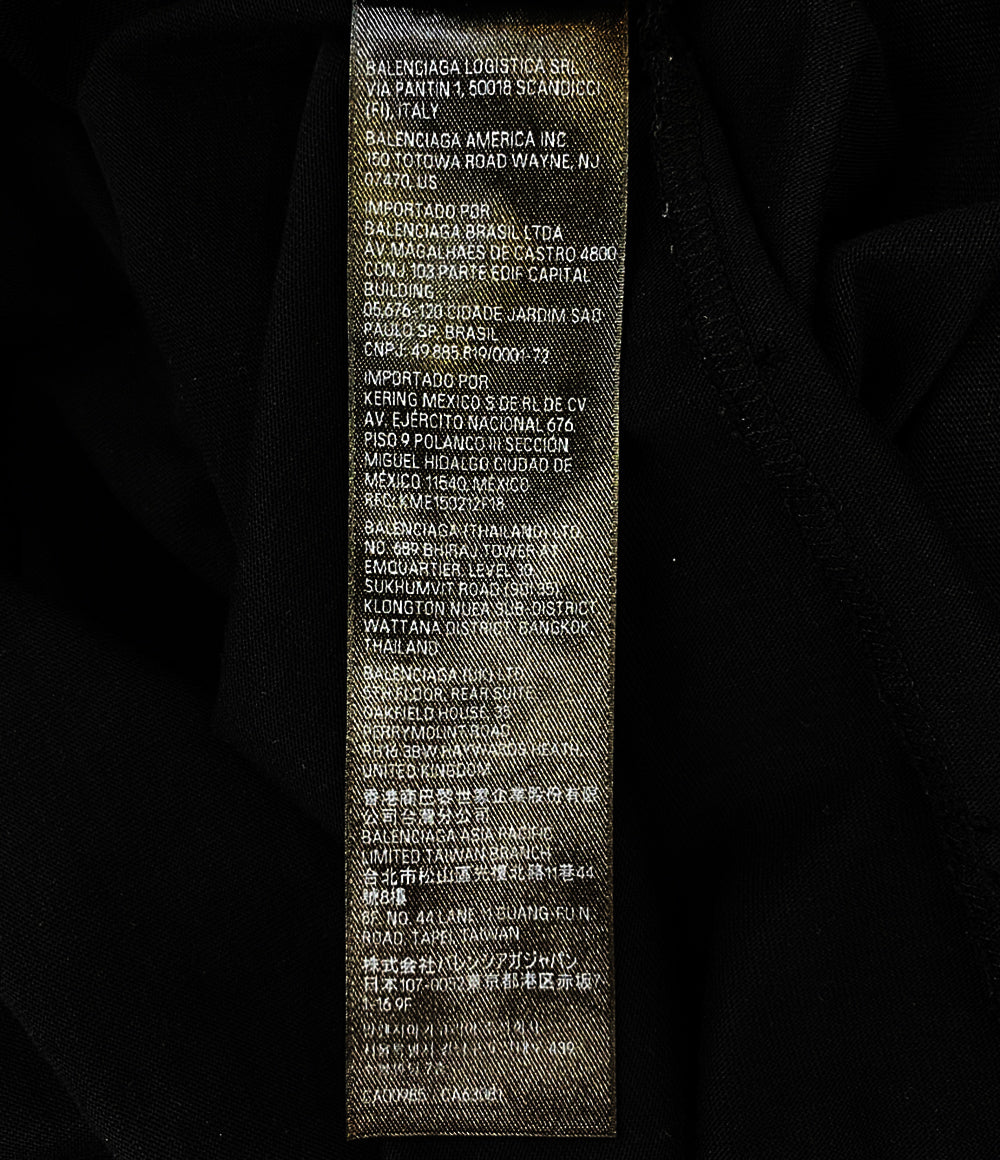 BALENCIAGA LOGISTICA SRL
VIA PANTIN 1, 50018 SCANDICCI
(FI), ITALY
BALENCIAGA AMERICA INC
150 TOTOWA ROAD WAYNE, NJ
07470, US
IMPORTADO POR
BALENCIAGA BRASIL LTDA
AV MAGALHAES DE CASTRO 4800
CONJ 103 PARTE EDIF CAPITAL
BUILDING
05.676-120 CIDADE JARDIM SAO
PAULO SP. BRASIL
CNPJ: 49.885.819/0001-73
IMPORTADO POR
KERING MEXICO S DE RL DE CV
AV. EJÉRCITO NACIONAL 676
PISO 9 POLANCO III SECCIÓN
MIGUEL HIDALGO CIUDAD DE
MÉXICO 11540, MÉXICO
RFC: KME150212
BALENCIAGA (THAILAND) LTD
NO. 689 BHIRAJ TOWER AT
EMQUARTIER, LEVEL 30,
SUKHUMVIT ROAD (SOI 35)
KLONGTON NUEA SUB-DISTRICT,
WATTANA DISTRICT, BANGKOK,
THAILAND
BALENCIAGA (UK) LTD
5TH FLOOR, REAR SUITE,
OAKFIELD HOUSE 35
PERRYMOUNT ROAD
RH16 3BW HAYWARDS HEATH,
UNITED KINGDOM
香港商巴黎世家企業股份有限
公司台灣分公司
BALENCIAGA ASIA PACIFIC
LIMITED TAIWAN BRANCH
台北市松山區光復北路11巷44
號8樓
8F NO. 44 LANE 11 GUANG-FU N.
ROAD, TAIPEI, TAIWAN
株式会社バレンシアガジャパン
日本107-0052東京都港区赤坂7-
1-16 9F
439
CA00985 CA63081